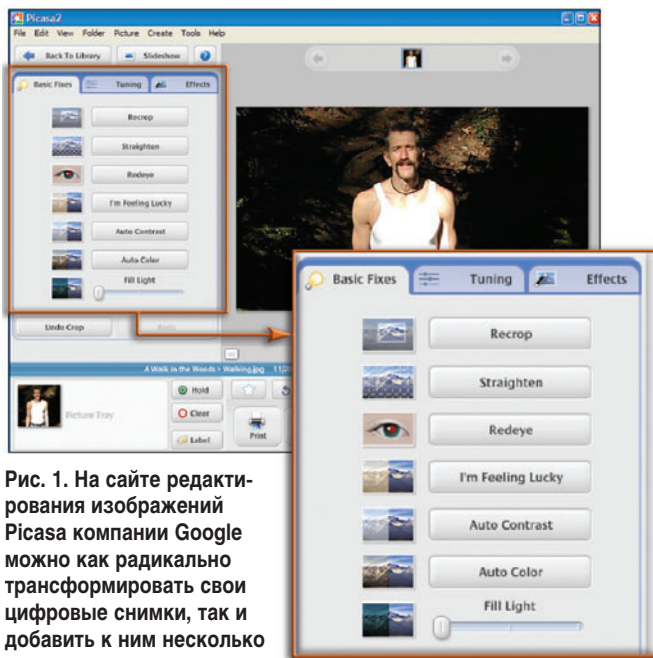 Picasa2
File Edit View Folder Picture Create Tools Help
Back To Library Slideshow
Basic Fixes Tuning Effects
Recrop
Straighten
Redeye
I'm Feeling Lucky
Auto Contrast
Auto Color
Fill Light
Undo Crop Redo
A Walk in the Woods > Walking.jpg
Picture Tray
Hold
Clear
Label
Print
Basic Fixes Tuning Effects
Recrop
Straighten
Redeye
I'm Feeling Lucky
Auto Contrast
Auto Color
Fill Light
Рис. 1. На сайте редакти-
рования изображений
Picasa компании Google
можно как радикально
трансформировать свои
цифровые снимки, так и
добавить к ним несколько